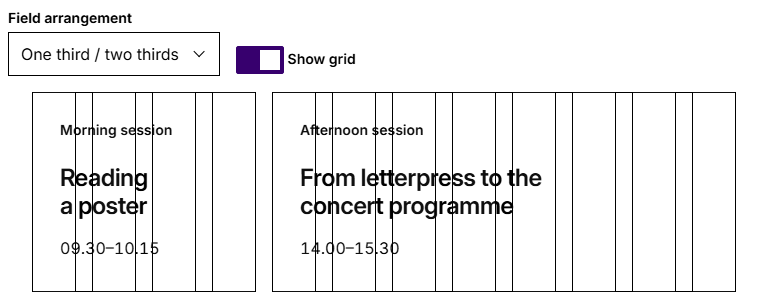 Field arrangement
One third / two thirds
Show grid
Morning session
Reading
a poster
09.30–10.15
Afternoon session
From letterpress to the
concert programme
14.00–15.30